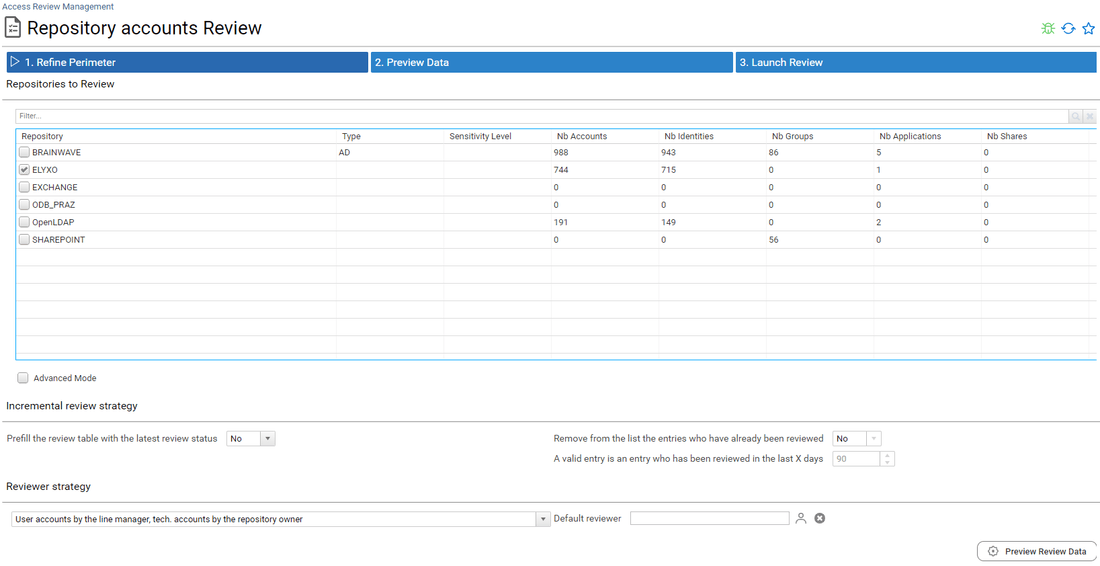 Access Review Management
Repository accounts Review
1. Refine Perimeter 2. Preview Data 3. Launch Review
Repositories to Review
Filter...
Repository Type Sensitivity Level Nb Accounts Nb Identities Nb Groups Nb Applications Nb Shares
BRAINWAVE AD 988 943 86 5 0
ELYXO 744 715 0 1 0
EXCHANGE 0 0 0 0 0
ODB_PRAZ 0 0 0 0 0
OpenLDAP 191 149 0 2 0
SHAREPOINT 0 0 56 0 0
Advanced Mode
Incremental review strategy
Prefill the review table with the latest review status No Remove from the list the entries who have already been reviewed No
A valid entry is an entry who has been reviewed in the last X days 90
Reviewer strategy
User accounts by the line manager, tech. accounts by the repository owner Default reviewer
Preview Review Data